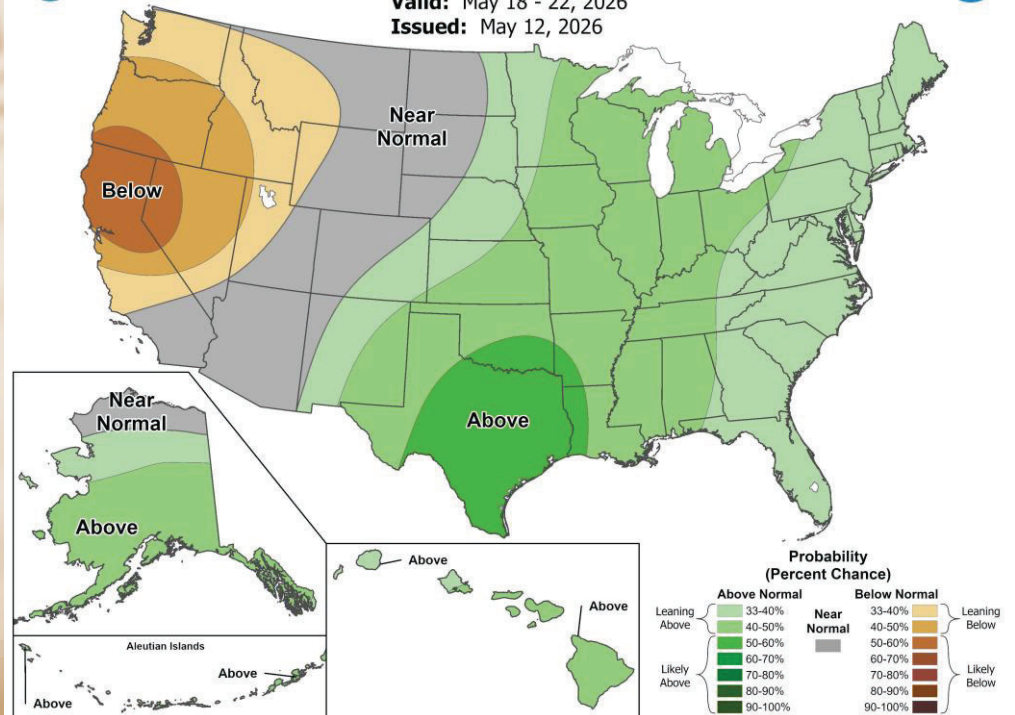 Valid: May 18 - 22, 2026
Issued: May 12, 2026
Near
Normal
Below
Above
Near
Normal
Above
Aleutian Islands
Above
Above
Above
Above
Probability
(Percent Chance)
Above Normal
Below Normal
Leaning
Above
33-40%
40-50%
Near
Normal
33-40%
40-50%
Leaning
Below
Likely
Above
50-60%
60-70%
70-80%
80-90%
90-100%
50-60%
60-70%
70-80%
80-90%
90-100%
Likely
Below